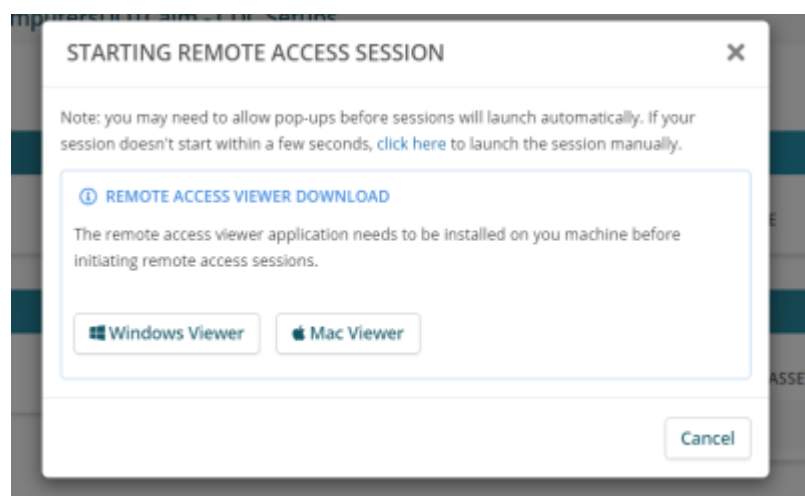 STARTING REMOTE ACCESS SESSION
Note: you may need to allow pop-ups before sessions will launch automatically. If your
session doesn't start within a few seconds, click here to launch the session manually.
REMOTE ACCESS VIEWER DOWNLOAD
The remote access viewer application needs to be installed on you machine before
initiating remote access sessions.
Windows Viewer
Mac Viewer
Cancel